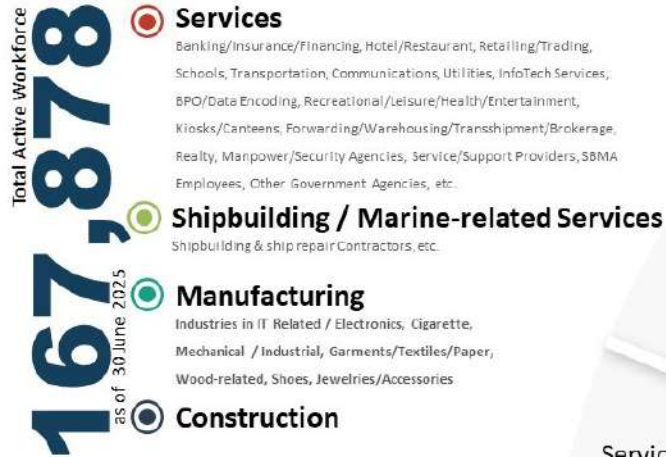 Total Active Workforce
167,878
as of 30 June 2025
Services
Banking/Insurance/Financing, Hotel/Restaurant, Retailing/Trading,
Schools, Transportation, Communications, Utilities, InfoTech Services,
BPO/Data Encoding, Recreational/Leisure/Health/Entertainment,
Kiosks/Canteens, Forwarding/Warehousing/Transshipment/Brokerage,
Realty, Manpower/Security Agencies, Service/Support Providers, SBMA
Employees, Other Government Agencies, etc.
Shipbuilding / Marine-related Services
Shipbuilding & ship repair Contractors, etc.
Manufacturing
Industries in IT Related / Electronics, Cigarette,
Mechanical / Industrial, Garments/Textiles/Paper,
Wood-related, Shoes, Jewelries/Accessories
Construction